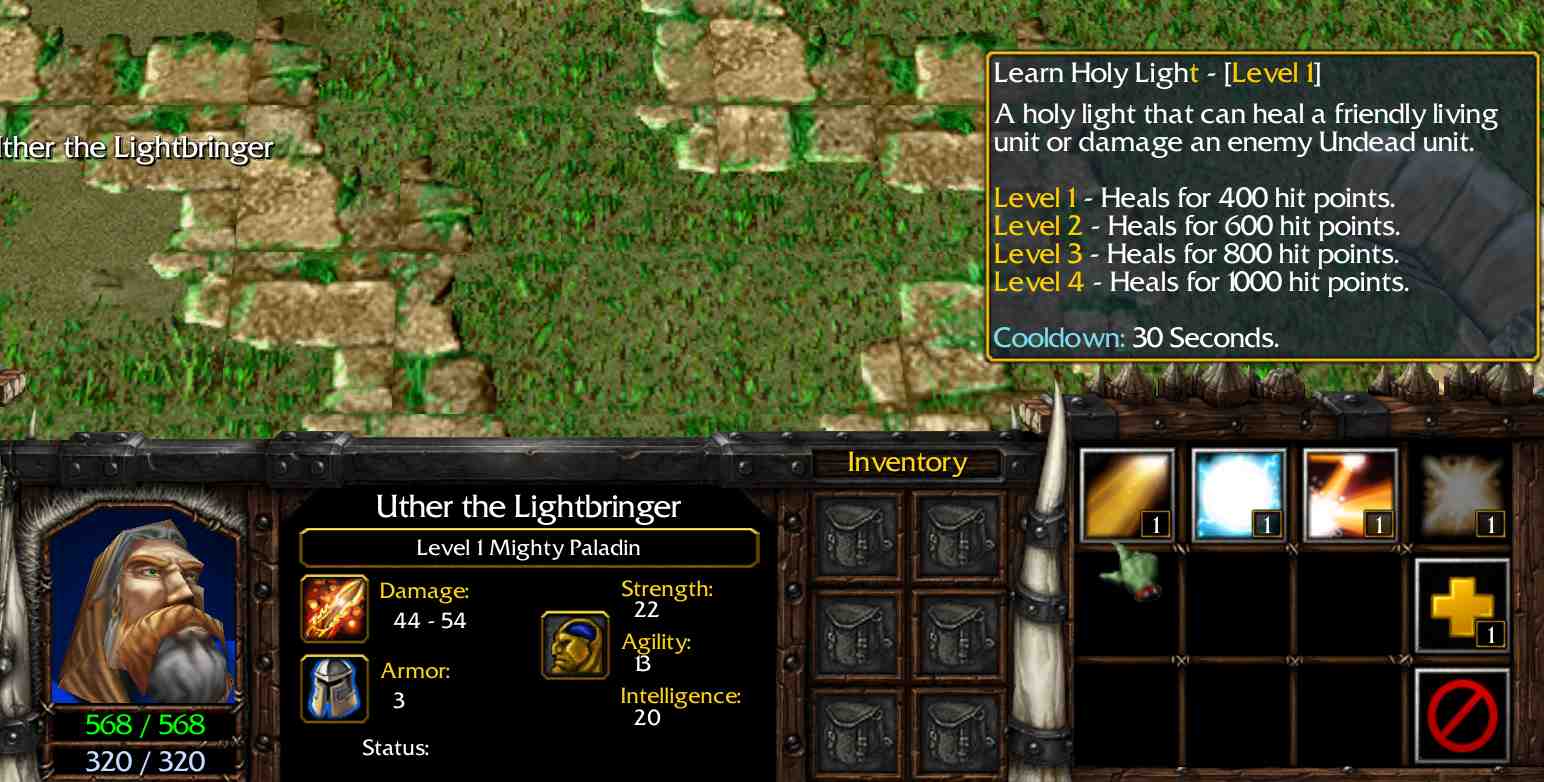 Learn Holy Light - [Level 1]
A holy light that can heal a friendly living
unit or damage an enemy Undead unit.
Level 1 - Heals for 400 hit points.
Level 2 - Heals for 600 hit points.
Level 3 - Heals for 800 hit points.
Level 4 - Heals for 1000 hit points.
Cooldown: 30 Seconds.
ther the Lightbringer
Inventory
1 1 1 1
Uther the Lightbringer
Level 1 Mighty Paladin
Damage:
44 - 54
Armor:
3
Status:
Strength:
22
Agility:
13
Intelligence:
20
1
568 / 568
320 / 320